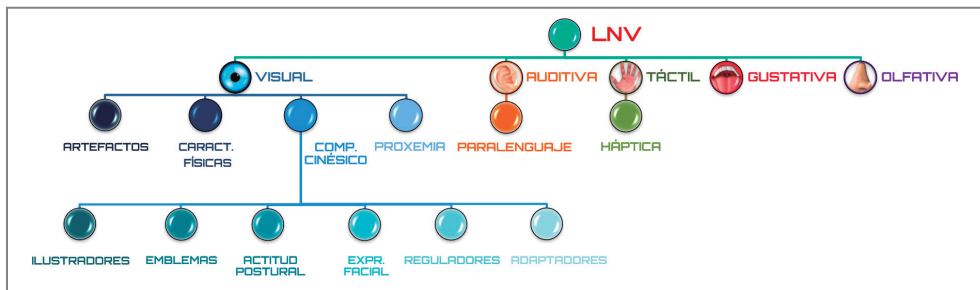 LNV
VISUAL
AUDITIVA
TÁCTIL
GUSTATIVA
OLFATIVA
ARTEFACTOS
CARACT.
FÍSICAS
COMP.
CINÉSICO
PROXEMIA
PARALENGUAJE
HÁPTICA
ILUSTRADORES
EMBLEMAS
ACTITUD
POSTURAL
EXPR.
FACIAL
REGULADORES
ADAPTADORES